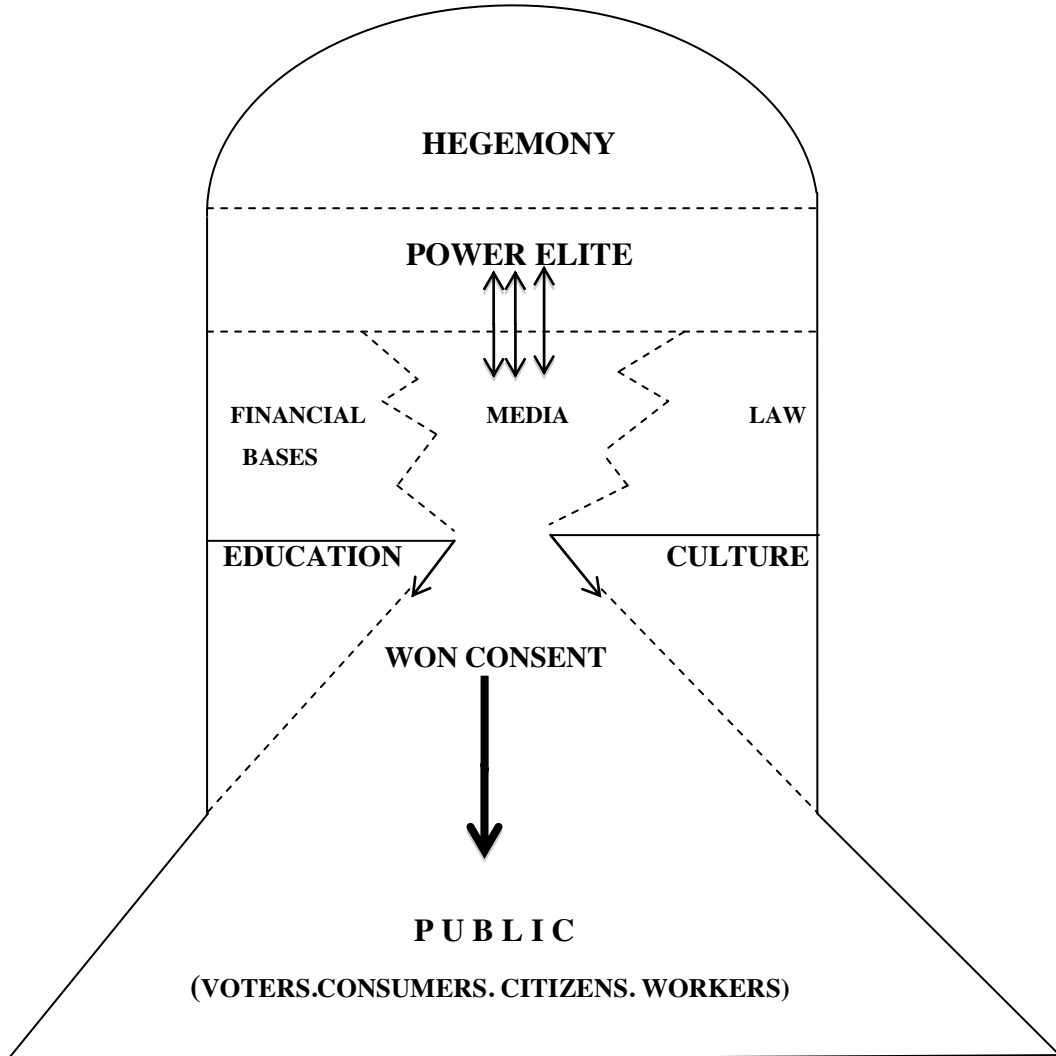 HEGEMONY
POWER ELITE
FINANCIAL MEDIA LAW
BASES
EDUCATION CULTURE
WON CONSENT
P U B L I C
(VOTERS.CONSUMERS. CITIZENS. WORKERS)